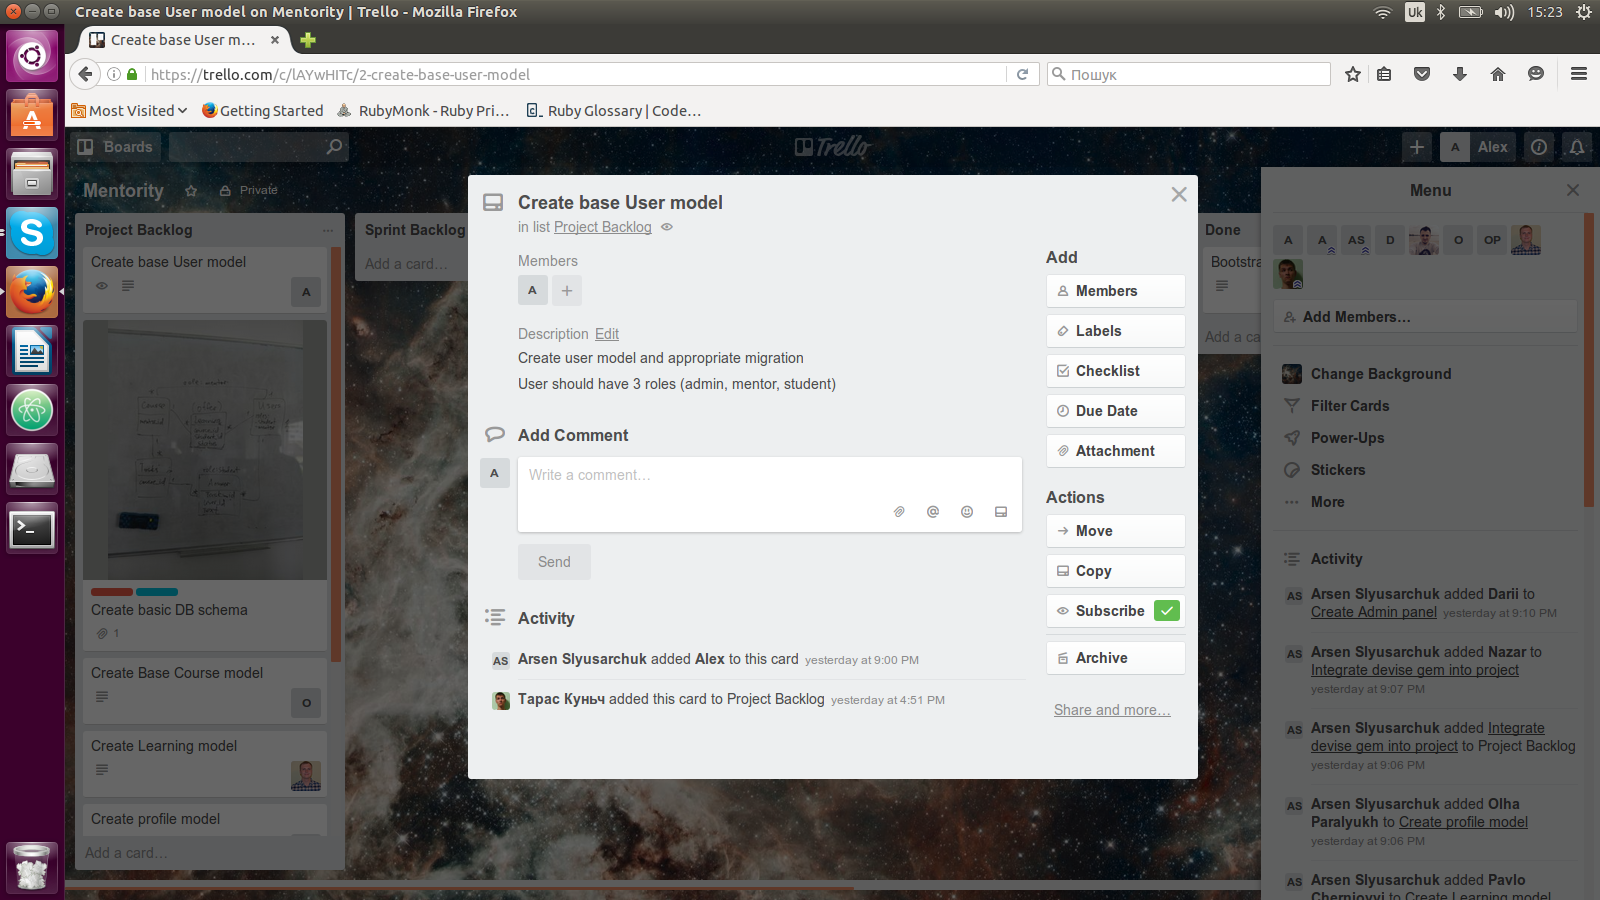 Create base User model on Mentority | Trello - Mozilla Firefox
Uk
15:23
Create base User m...
https://trello.com/c/lAYwHITc/2-create-base-user-model
Пошук
Most Visited
Getting Started
RubyMonk - Ruby Pri...
Ruby Glossary | Code...
Boards
Trello
A
Alex
Mentority
Private
Project Backlog
Create base User model
A
Create basic DB schema
1
Create Base Course model
O
Create Learning model
Create profile model
Add a card...
Sprint Backlog
Add a card...
Create base User model
in list Project Backlog
Members
A
Description Edit
Create user model and appropriate migration
User should have 3 roles (admin, mentor, student)
Add Comment
A
Write a comment...
Send
Activity
AS
Arsen Slyusarchuk added Alex to this card yesterday at 9:00 PM
Тарас Куньч added this card to Project Backlog yesterday at 4:51 PM
Add
Members
Labels
Checklist
Due Date
Attachment
Actions
Move
Copy
Subscribe
Archive
Share and more...
Done
Bootstra
Add a ca
Menu
A
A
AS
D
O
OP
Add Members...
Change Background
Filter Cards
Power-Ups
Stickers
More
Activity
AS
Arsen Slyusarchuk added Darii to
Create Admin panel yesterday at 9:10 PM
AS
Arsen Slyusarchuk added Nazar to
Integrate devise gem into project
yesterday at 9:07 PM
AS
Arsen Slyusarchuk added Integrate
devise gem into project to Project Backlog
yesterday at 9:06 PM
AS
Arsen Slyusarchuk added Olha
Paralyukh to Create profile model
yesterday at 9:06 PM
AS
Arsen Slyusarchuk added Pavlo
Cherniovyi to Create Learning model